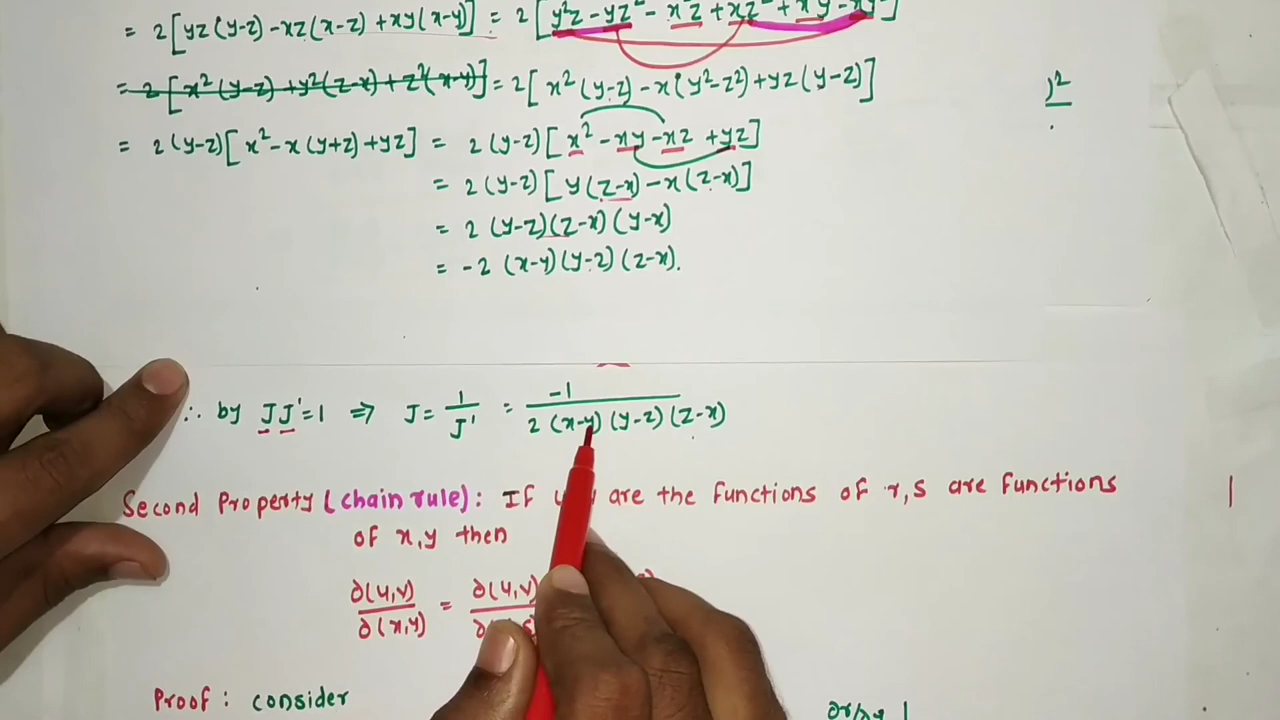 = 2[yz(y-z) -xz(x-z) +xy(x-y)] = 2[y²z -yz² - x²z +xz² +x²y -xy²]
= 2[x²(y-z) +y²(z-x) +z²(x-y)] = 2[x²(y-z) -x(y²-z²)+yz(y-z)]
)²
= 2(y-z)[x²-x(y+z)+yz] = 2(y-z)[x²-xy-xz+yz]
= 2(y-z)[y(z-x)-x(z-x)]
= 2(y-z)(z-x)(y-x)
= -2(x-y)(y-z)(z-x).
∴ by JJ'=1 ⇒ J= 1/J' = -1/2(x-y)(y-z)(z-x)
Second Property (chain rule): If are the functions of r,s are functions
of x,y then
∂(u,v)/∂(x,y) = ∂(u,v)
Proof: consider